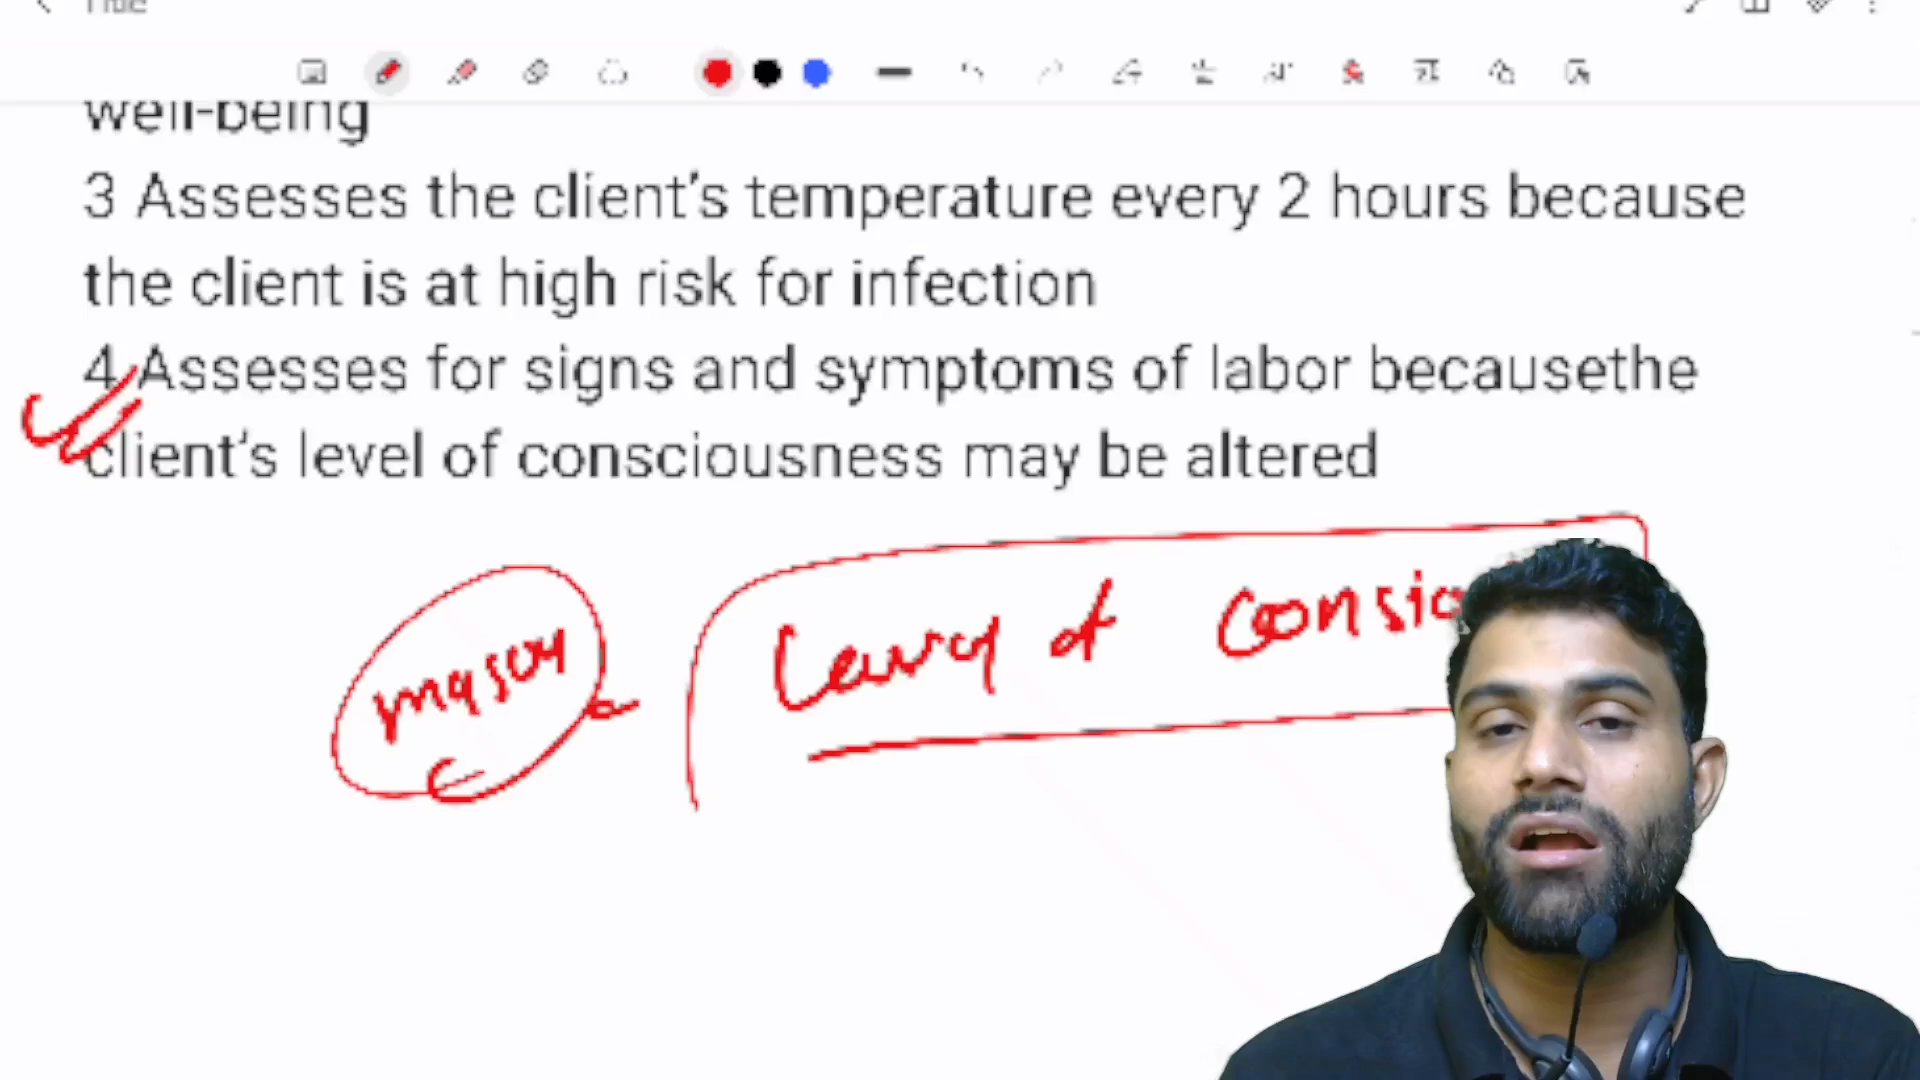 Title
well-being
3 Assesses the client's temperature every 2 hours because
the client is at high risk for infection
4 Assesses for signs and symptoms of labor becausethe
client's level of consciousness may be altered
of